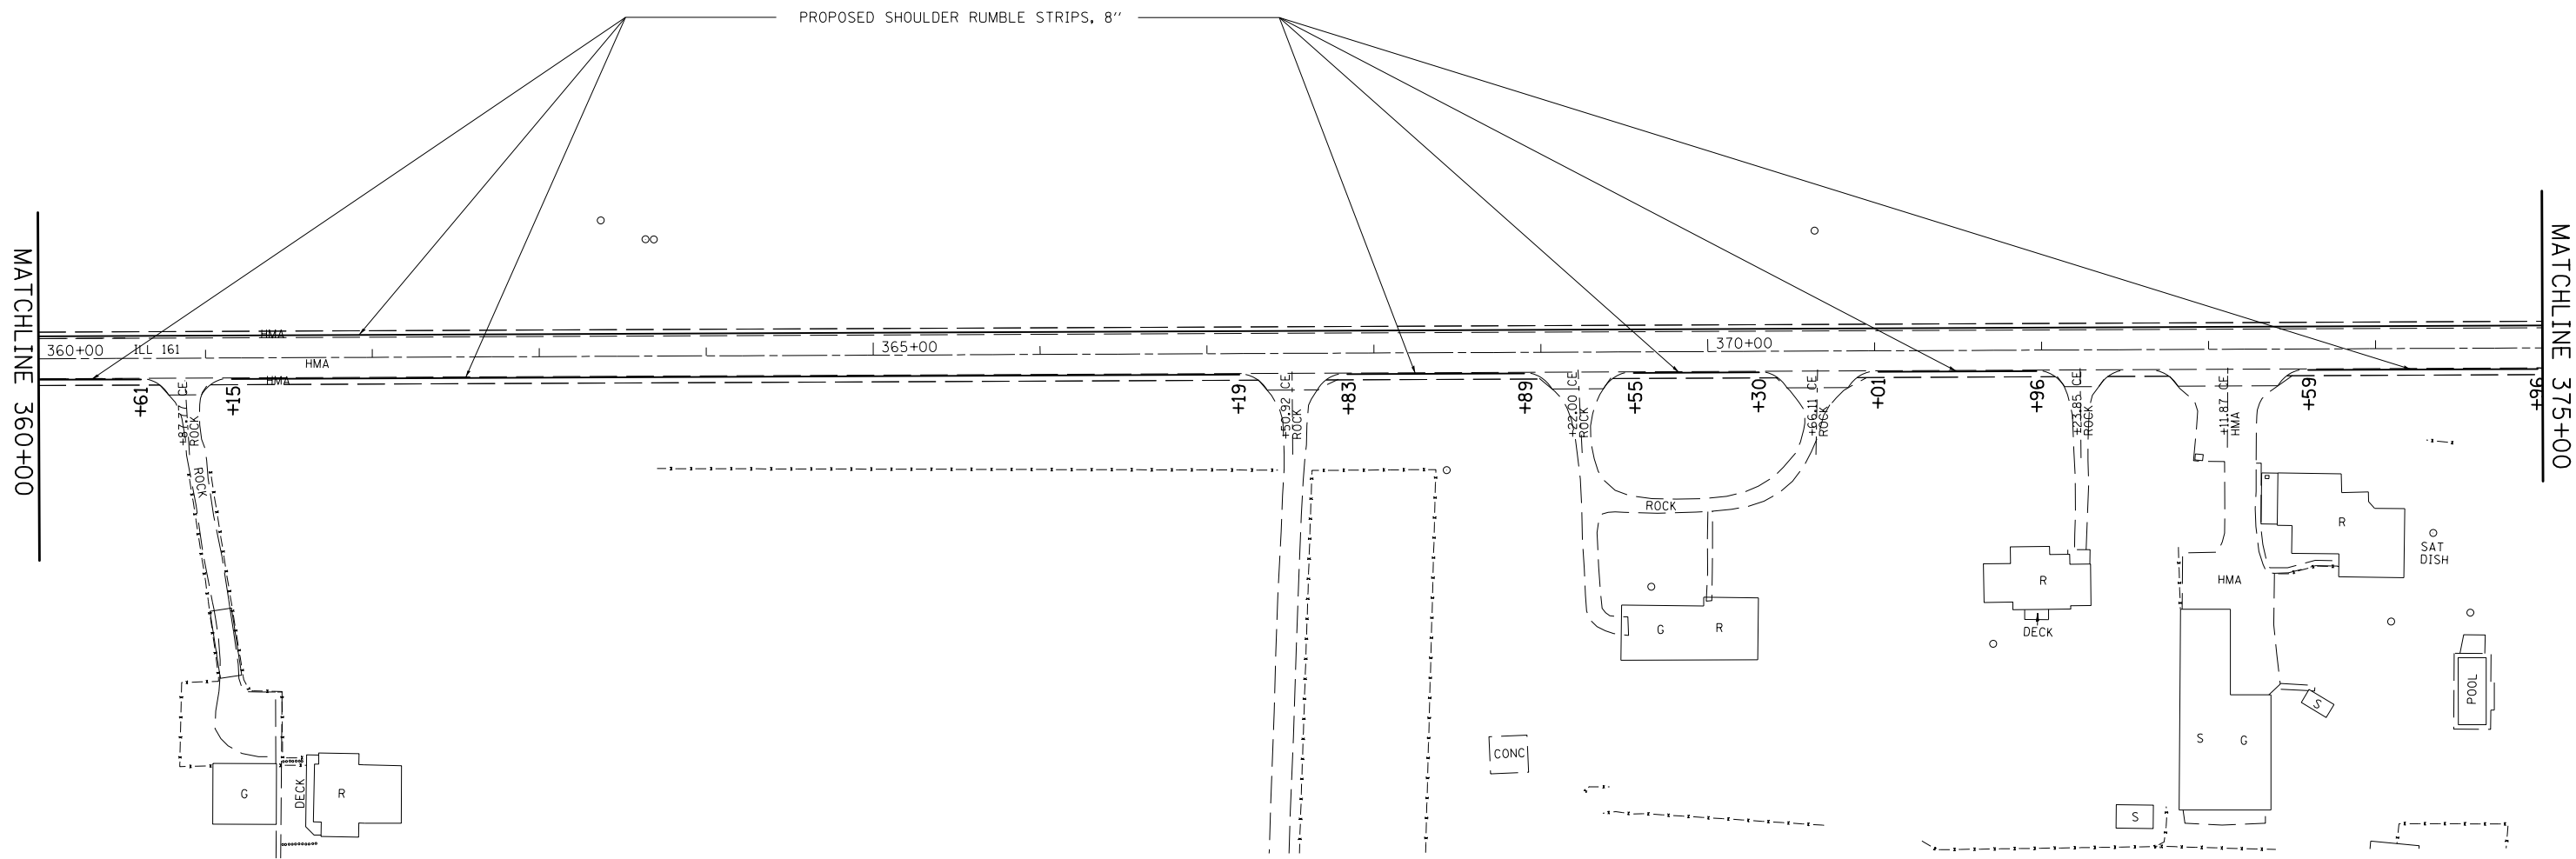 PROPOSED SHOULDER RUMBLE STRIPS, 8''
MATCHLINE 360+00
MATCHLINE 375+00
360+00
ILL 161
365+00
370+00
HMA
HMA
HMA
+61
+87.77 CE
ROCK
+15
+19
+50.92 CE
ROCK
+83
+89
+22.00 CE
ROCK
+55
+30
+66.11 CE
ROCK
+01
+96
+23.85 CE
ROCK
+11.87 CE
HMA
+59
+96
ROCK
ROCK
R
SAT
DISH
R
DECK
HMA
G
R
POOL
S
S
G
CONC
G
DECK
R
S